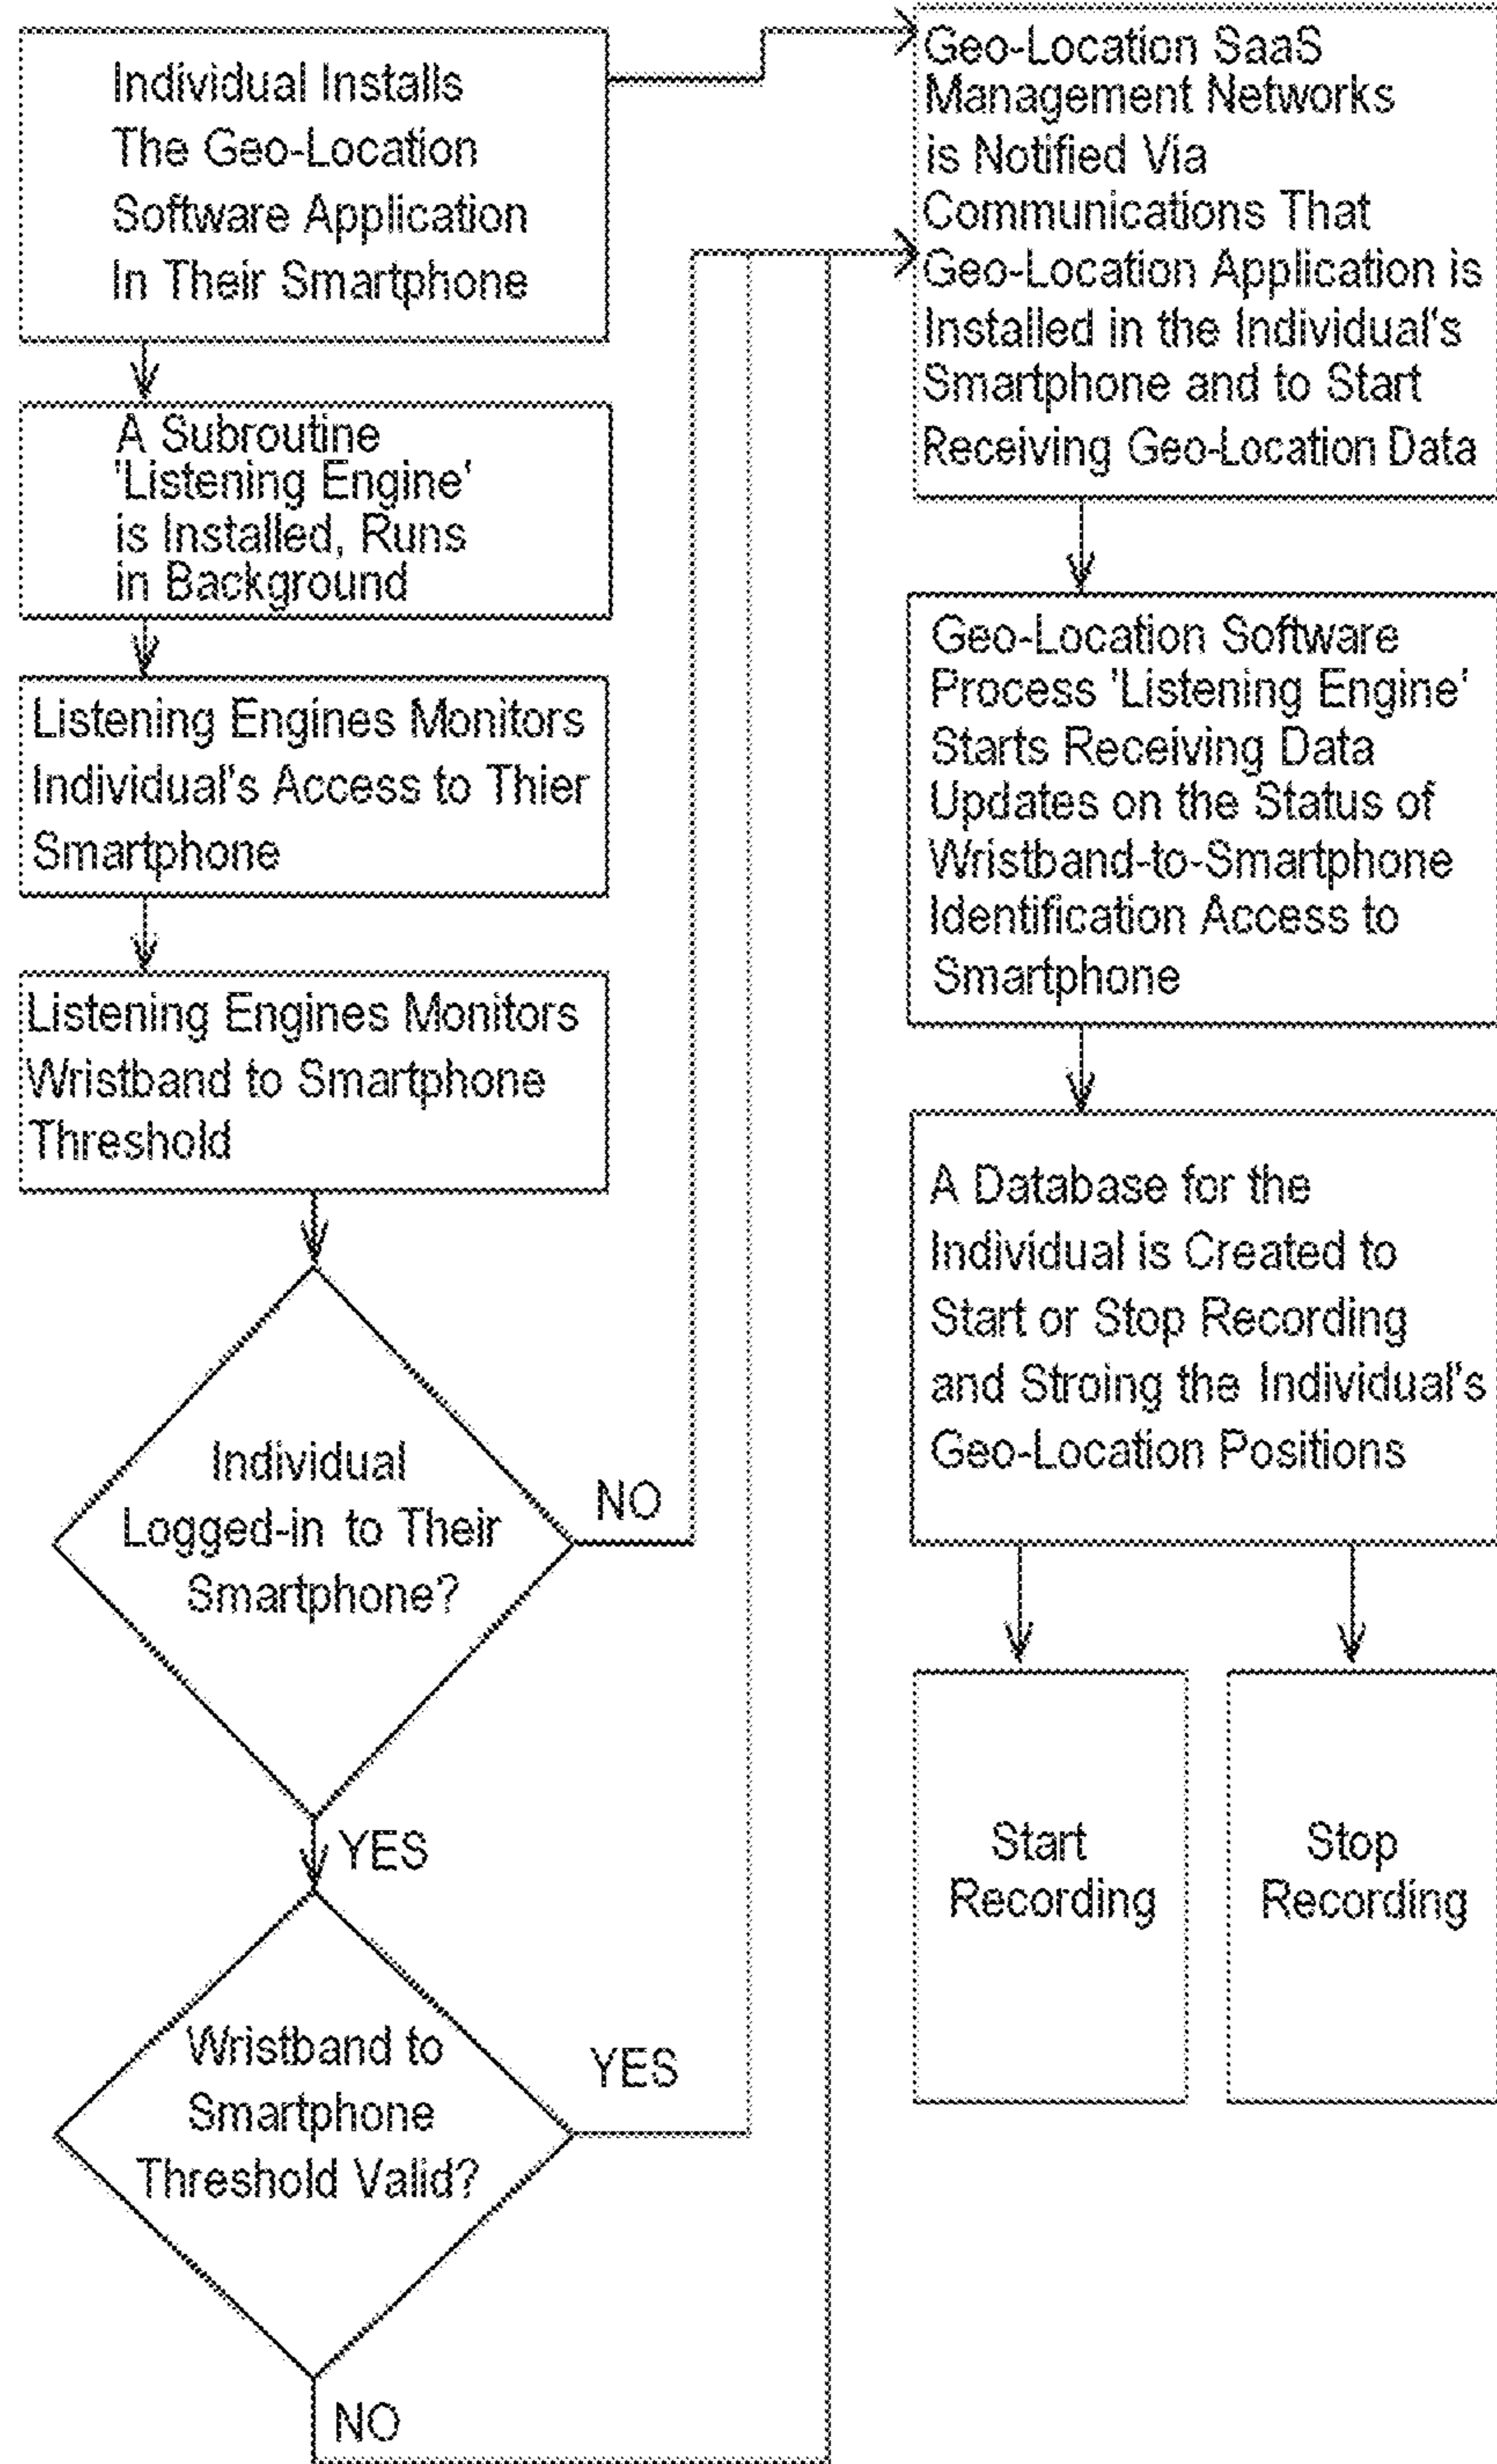 Individual Installs
The Geo-Location
Software Application
In Their Smartphone
A Subroutine
'Listening Engine'
is Installed, Runs
in Background
Listening Engines Monitors
Individual's Access to Thier
Smartphone
Listening Engines Monitors
Wristband to Smartphone
Threshold
Individual
Logged-in to Their
Smartphone?
NO
YES
Wristband to
Smartphone
Threshold Valid?
YES
NO
Geo-Location SaaS
Management Networks
is Notified Via
Communications That
Geo-Location Application is
Installed in the Individual's
Smartphone and to Start
Receiving Geo-Location Data
Geo-Location Software
Process 'Listening Engine'
Starts Receiving Data
Updates on the Status of
Wristband-to-Smartphone
Identification Access to
Smartphone
A Database for the
Individual is Created to
Start or Stop Recording
and Stroing the Individual's
Geo-Location Positions
Start
Recording
Stop
Recording